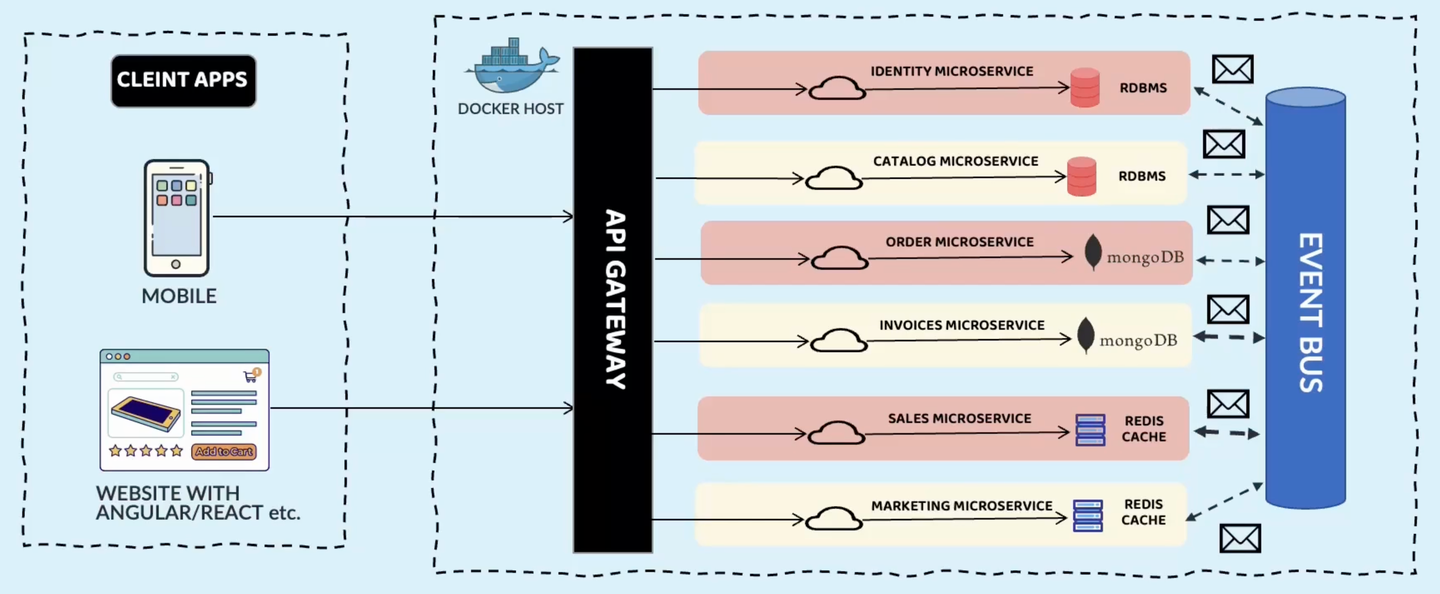 CLEINT APPS
MOBILE
Add to Cart
WEBSITE WITH
ANGULAR/REACT etc.
DOCKER HOST
API GATEWAY
IDENTITY MICROSERVICE
RDBMS
CATALOG MICROSERVICE
RDBMS
ORDER MICROSERVICE
mongoDB
INVOICES MICROSERVICE
mongoDB
SALES MICROSERVICE
REDIS
CACHE
MARKETING MICROSERVICE
REDIS
CACHE
EVENT BUS